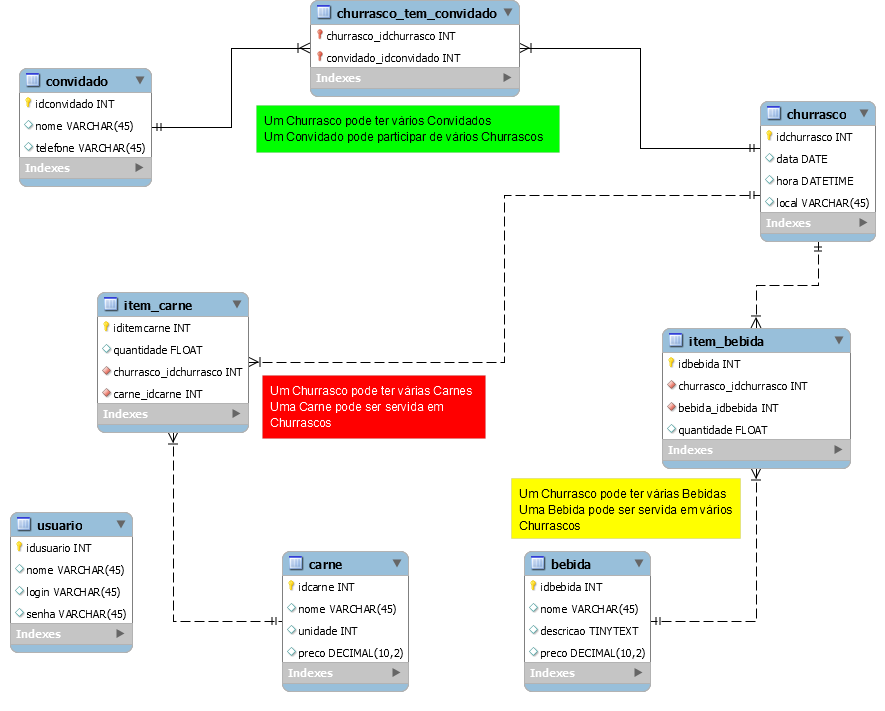 churrasco_tem_convidado
churrasco_idchurrasco INT
convidado_idconvidado INT
Indexes
convidado
idconvidado INT
nome VARCHAR(45)
telefone VARCHAR(45)
Indexes
Um Churrasco pode ter vários Convidados
Um Convidado pode participar de vários Churrascos
churrasco
idchurrasco INT
data DATE
hora DATETIME
local VARCHAR(45)
Indexes
item_carne
iditemcarne INT
quantidade FLOAT
churrasco_idchurrasco INT
carne_idcarne INT
Indexes
Um Churrasco pode ter várias Carnes
Uma Carne pode ser servida em
Churrascos
item_bebida
idbebida INT
churrasco_idchurrasco INT
bebida_idbebida INT
quantidade FLOAT
Indexes
Um Churrasco pode ter várias Bebidas
Uma Bebida pode ser servida em vários
Churrascos
usuario
idusuario INT
nome VARCHAR(45)
login VARCHAR(45)
senha VARCHAR(45)
Indexes
carne
idcarne INT
nome VARCHAR(45)
unidade INT
preco DECIMAL(10,2)
Indexes
bebida
idbebida INT
nome VARCHAR(45)
descricao TINYTEXT
preco DECIMAL(10,2)
Indexes